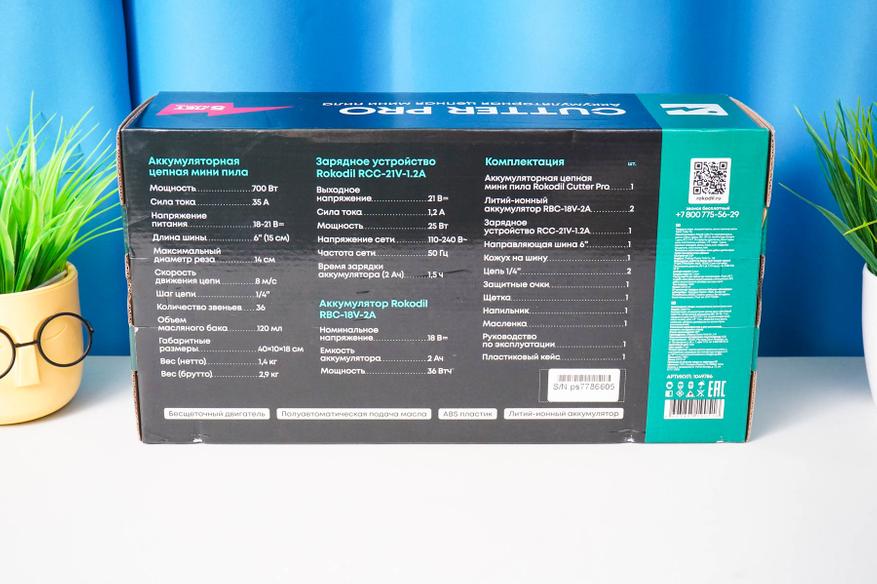 CUTTER PRO
Аккумуляторная цепная мини пила
5 ЛЕТ
Аккумуляторная
цепная мини пила
Мощность 700 Вт
Сила тока 35 А
Напряжение
питания 18-21 В=
Длина шины 6" (15 см)
Максимальный
диаметр реза 14 см
Скорость
движения цепи 8 м/с
Шаг цепи 1/4"
Количество звеньев 36
Объем
масляного бака 120 мл
Габаритные
размеры 40×10×18 см
Вес (нетто) 1,4 кг
Вес (брутто) 2,9 кг
Зарядное устройство
Rokodil RCC-21V-1.2A
Выходное
напряжение 21 В=
Сила тока 1,2 А
Мощность 25 Вт
Напряжение сети 110-240 В~
Частота сети 50 Гц
Время зарядки
аккумулятора (2 Ач) 1,5 ч
Аккумулятор Rokodil
RBC-18V-2A
Номинальное
напряжение 18 В=
Емкость
аккумулятора 2 Ач
Мощность 36 Втч
Комплектация шт.
Аккумуляторная цепная
мини пила Rokodil Cutter Pro 1
Литий-ионный
аккумулятор RBC-18V-2A 2
Зарядное
устройство RCC-21V-1.2A 1
Направляющая шина 6" 1
Кожух на шину 1
Цепь 1/4" 2
Защитные очки 1
Щетка 1
Напильник 1
Масленка 1
Руководство
по эксплуатации 1
Пластиковый кейс 1
S/N ps7786605
Бесщеточный двигатель
Полуавтоматическая подача масла
ABS пластик
Литий-ионный аккумулятор
rokodil.ru
звонок бесплатный
+7 800 775-56-29
АРТИКУЛ: 1049786
EAC